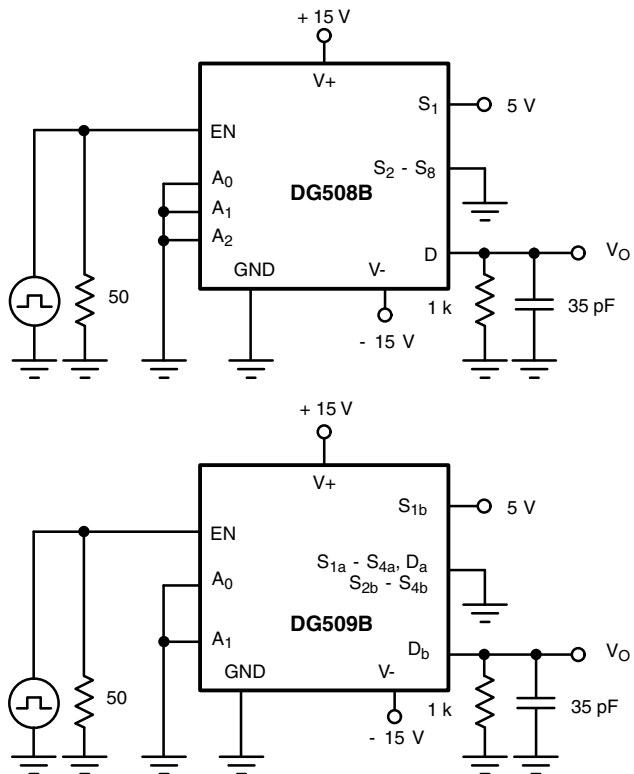 + 15 V
V+
S1
5 V
EN
S2 - S8
A0
DG508B
A1
A2
D
VO
GND
V-
50
1 k
35 pF
- 15 V
+ 15 V
V+
S1b
5 V
EN
S1a - S4a, Da
A0
S2b - S4b
DG509B
A1
Db
VO
GND
V-
50
1 k
35 pF
- 15 V